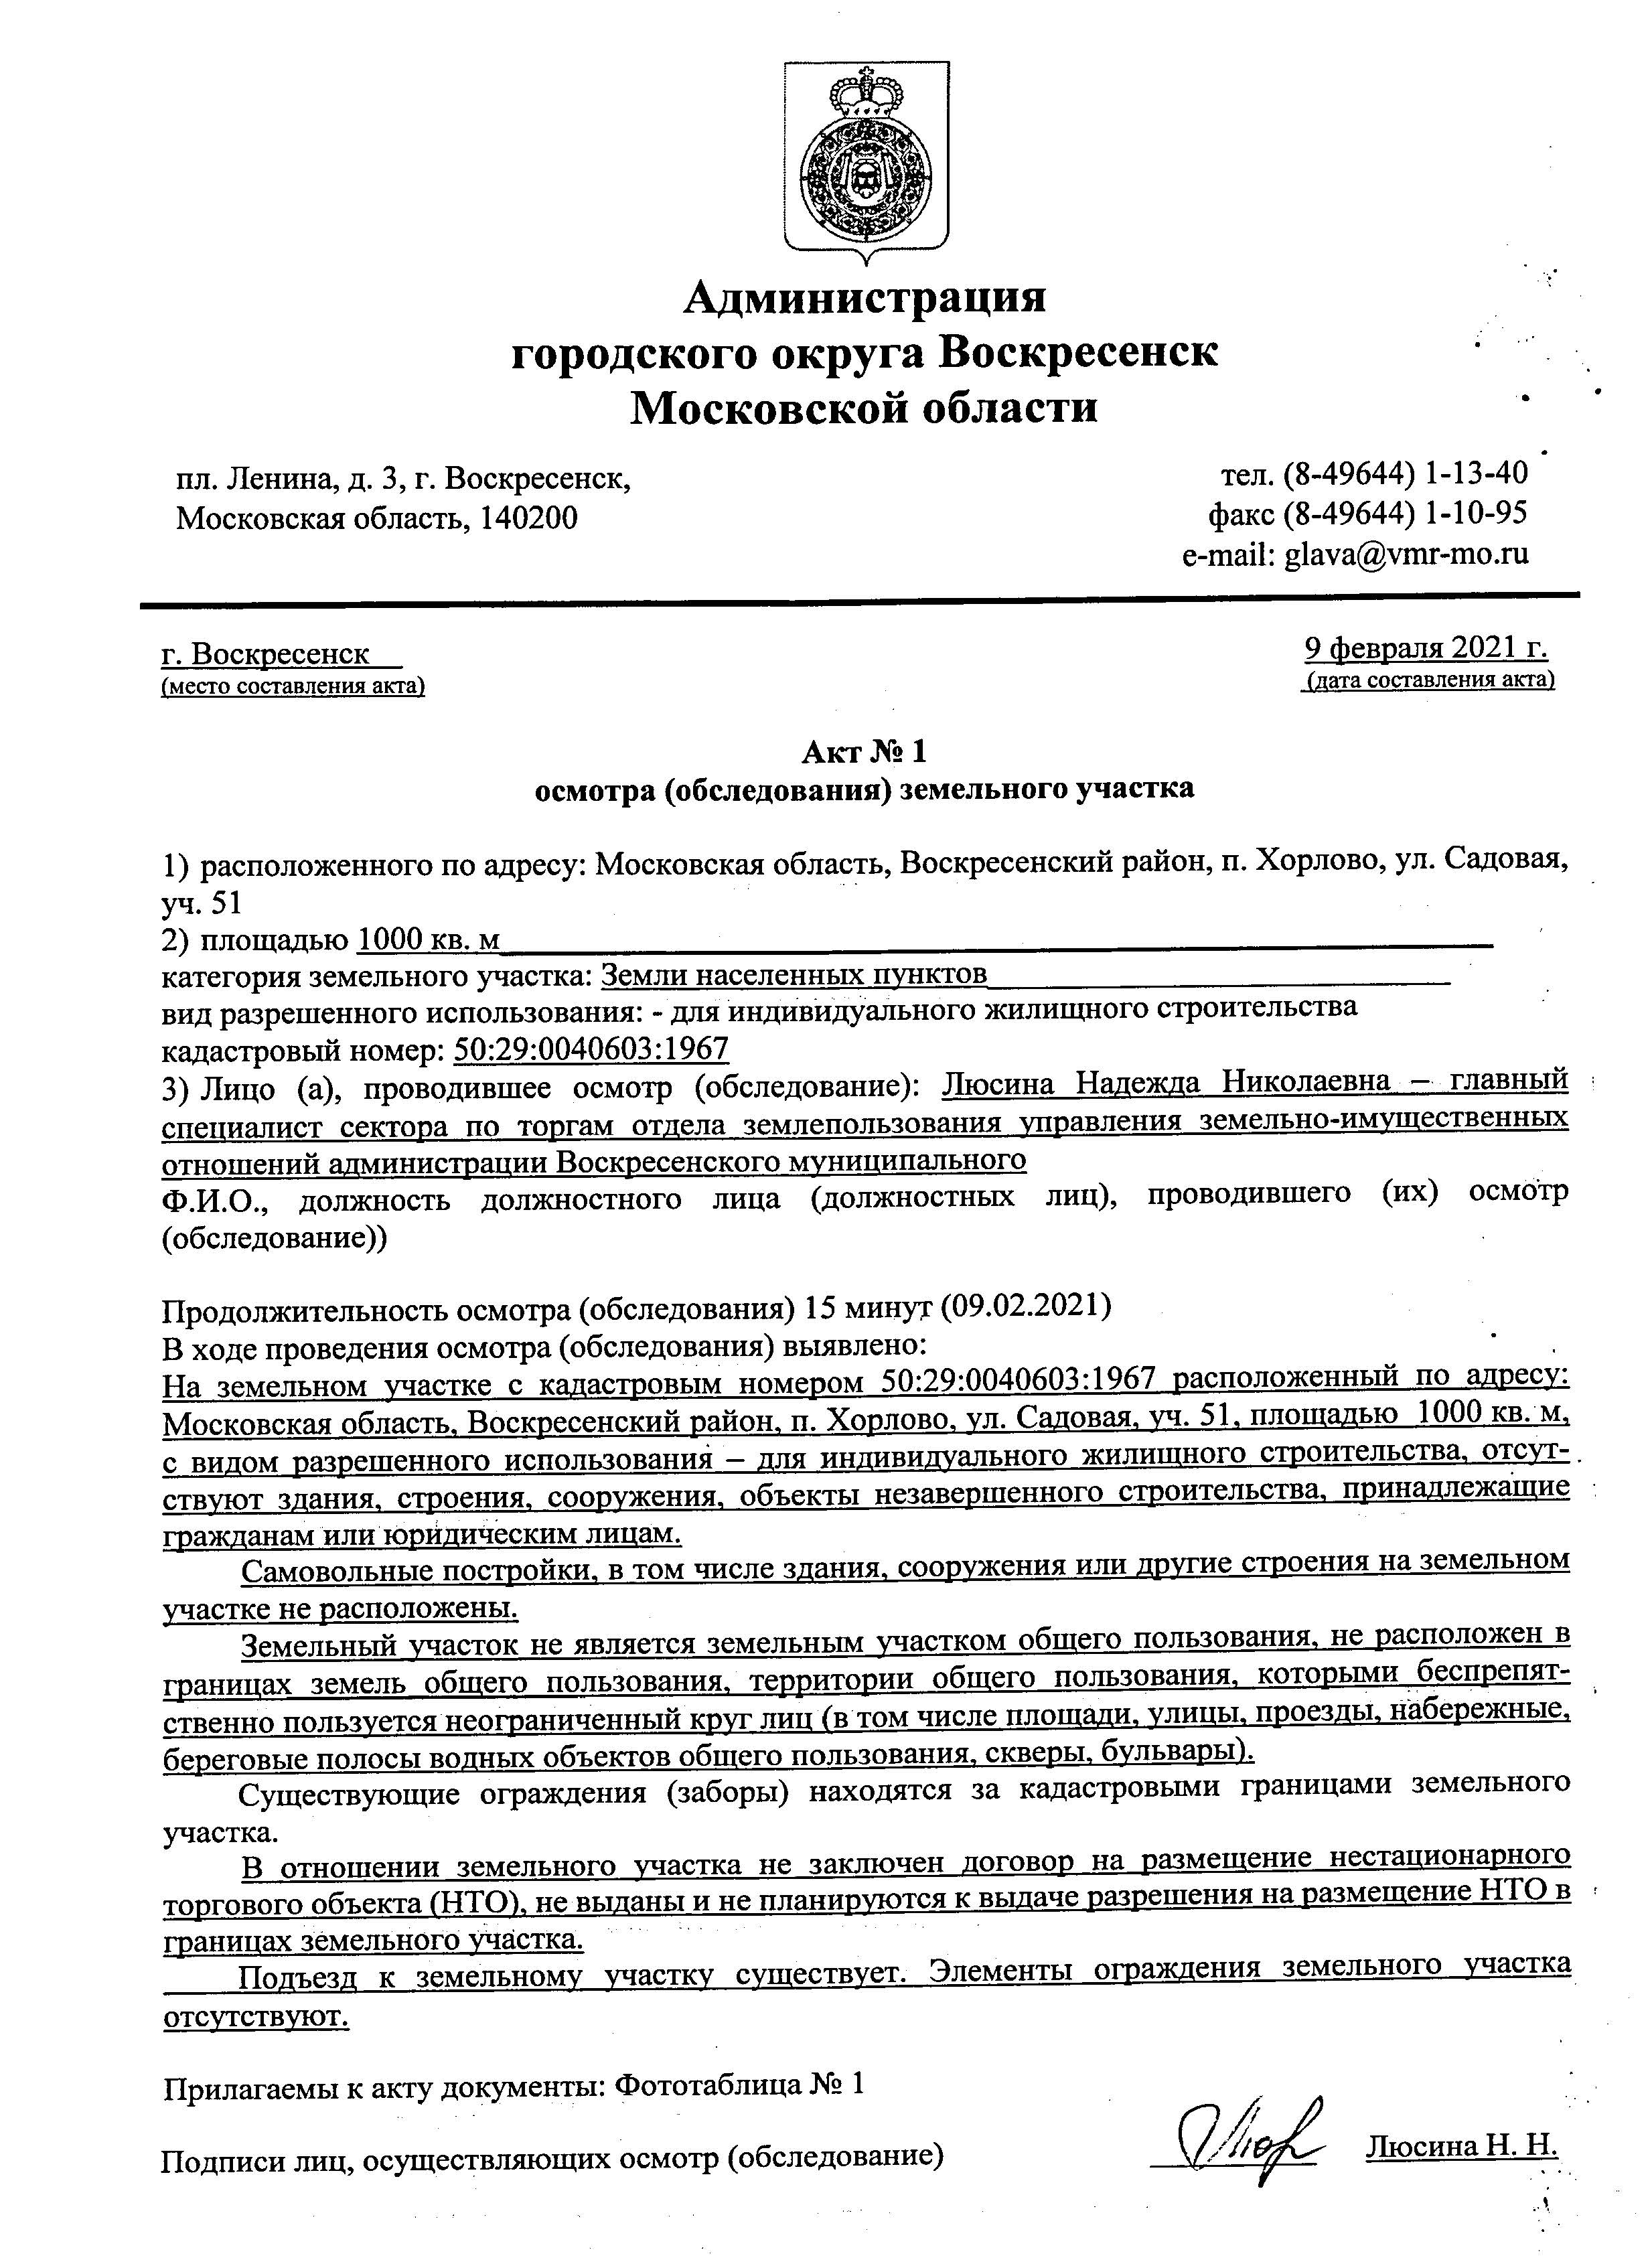 Администрация
городского округа Воскресенск
Московской области
пл. Ленина, д. 3, г. Воскресенск,
Московская область, 140200
тел. (8-49644) 1-13-40
факс (8-49644) 1-10-95
e-mail: glava@vmr-mo.ru
г. Воскресенск
(место составления акта)
9 февраля 2021 г.
(дата составления акта)
Акт № 1
осмотра (обследования) земельного участка
1) расположенного по адресу: Московская область, Воскресенский район, п. Хорлово, ул. Садовая,
уч. 51
2) площадью 1000 кв. м
категория земельного участка: Земли населенных пунктов
вид разрешенного использования: - для индивидуального жилищного строительства
кадастровый номер: 50:29:0040603:1967
3) Лицо (а), проводившее осмотр (обследование): Люсина Надежда Николаевна – главный
специалист сектора по торгам отдела землепользования управления земельно-имущественных
отношений администрации Воскресенского муниципального
Ф.И.О., должность должностного лица (должностных лиц), проводившего (их) осмотр
(обследование))
Продолжительность осмотра (обследования) 15 минут (09.02.2021)
В ходе проведения осмотра (обследования) выявлено:
На земельном участке с кадастровым номером 50:29:0040603:1967 расположенный по адресу:
Московская область, Воскресенский район, п. Хорлово, ул. Садовая, уч. 51, площадью 1000 кв. м,
с видом разрешенного использования – для индивидуального жилищного строительства, отсут-
ствуют здания, строения, сооружения, объекты незавершенного строительства, принадлежащие
гражданам или юридическим лицам.
Самовольные постройки, в том числе здания, сооружения или другие строения на земельном
участке не расположены.
Земельный участок не является земельным участком общего пользования, не расположен в
границах земель общего пользования, территории общего пользования, которыми беспрепят-
ственно пользуется неограниченный круг лиц (в том числе площади, улицы, проезды, набережные,
береговые полосы водных объектов общего пользования, скверы, бульвары).
Существующие ограждения (заборы) находятся за кадастровыми границами земельного
участка.
В отношении земельного участка не заключен договор на размещение нестационарного
торгового объекта (НТО), не выданы и не планируются к выдаче разрешения на размещение НТО в
границах земельного участка.
Подъезд к земельному участку существует. Элементы ограждения земельного участка
отсутствуют.
Прилагаемы к акту документы: Фототаблица № 1
Подписи лиц, осуществляющих осмотр (обследование)
Люсина Н. Н.